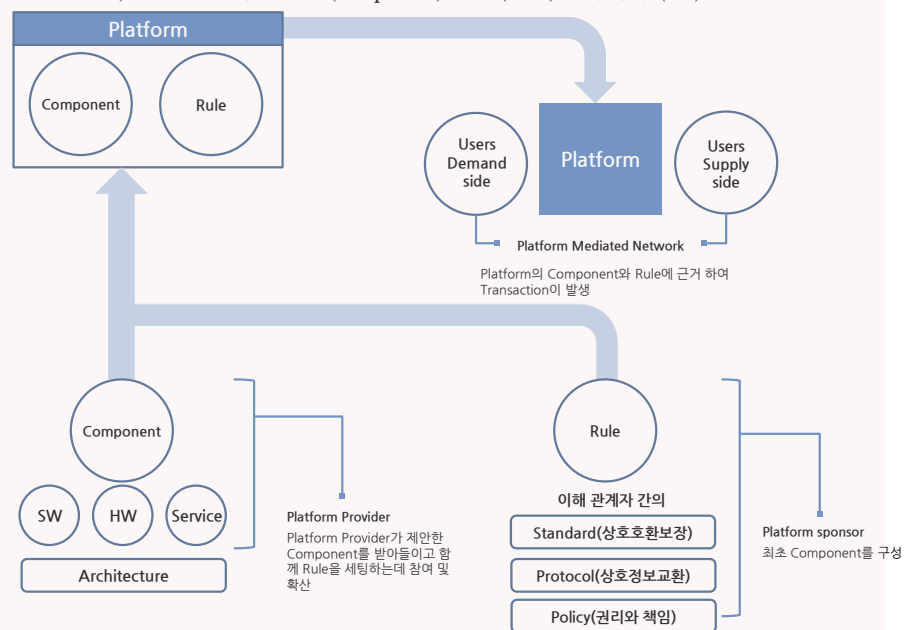 Platform
Component
Rule
Users
Demand
side
Platform
Users
Supply
side
Platform Mediated Network
Platform의 Component와 Rule에 근거 하여
Transaction이 발생
Component
SW
HW
Service
Architecture
Platform Provider
Platform Provider가 제안한
Component를 받아들이고 함
께 Rule을 세팅하는데 참여 및
확산
Rule
이해 관계자 간의
Standard(상호호환보장)
Protocol(상호정보교환)
Policy(권리와 책임)
Platform sponsor
최초 Component를 구성